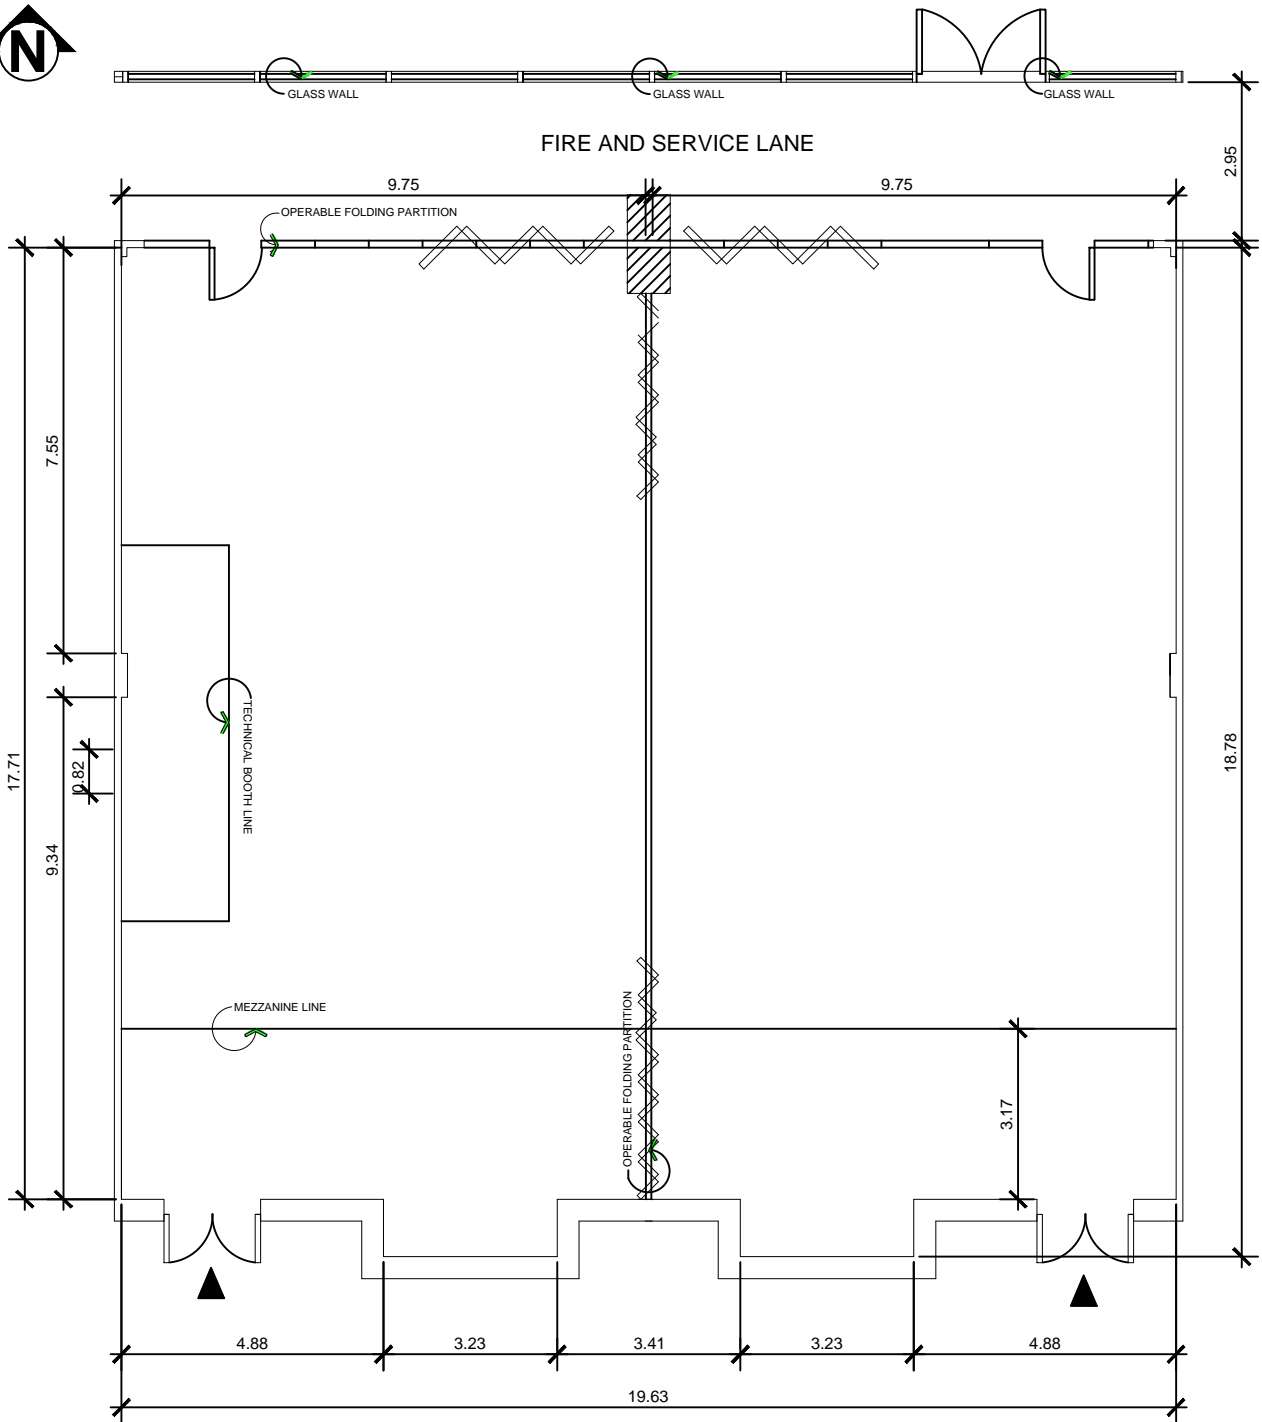 N
GLASS WALL
GLASS WALL
GLASS WALL
FIRE AND SERVICE LANE
2.95
9.75
9.75
OPERABLE FOLDING PARTITION
7.55
TECHNICAL BOOTH LINE
17.71
0.82
18.78
9.34
MEZZANINE LINE
OPERABLE FOLDING PARTITION
3.17
4.88
3.23
3.41
3.23
4.88
19.63